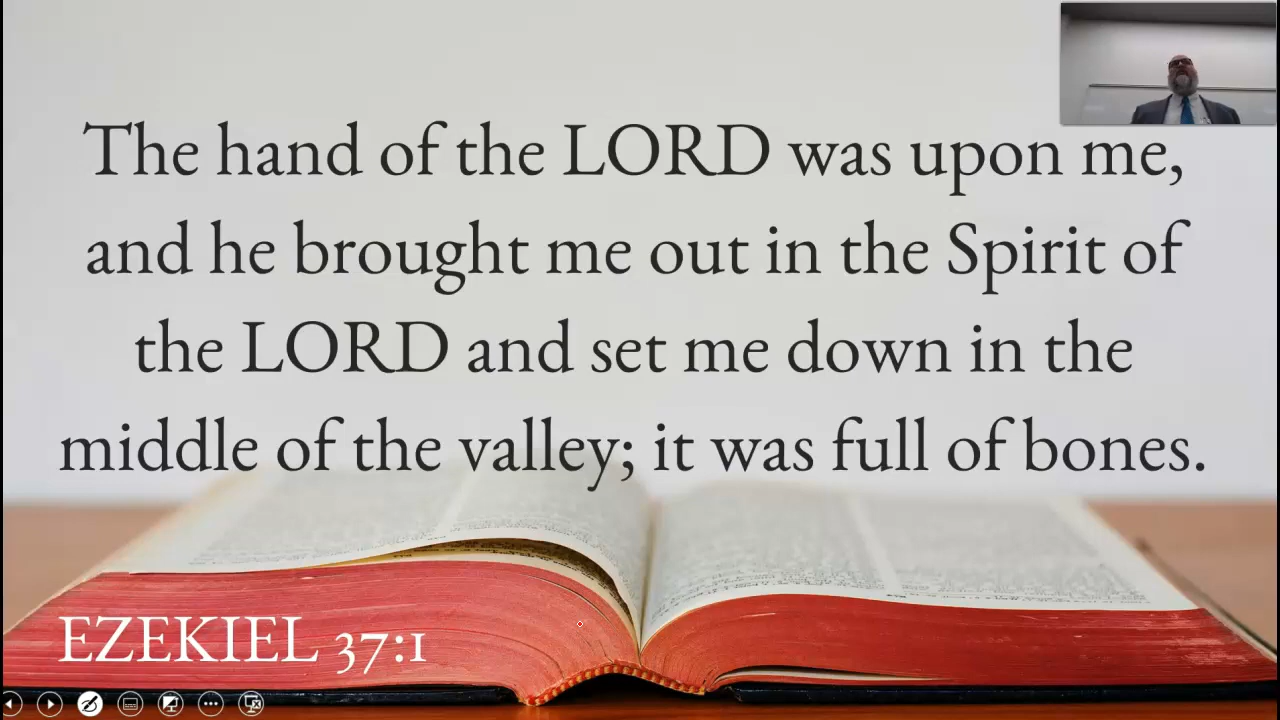 The hand of the LORD was upon me,
and he brought me out in the Spirit of
the LORD and set me down in the
middle of the valley; it was full of bones.
EZEKIEL 37:1